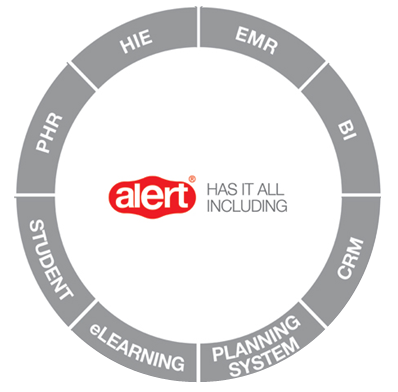 HIE
EMR
BI
CRM
PLANNING
SYSTEM
eLEARNING
STUDENT
PHR
alert®
HAS IT ALL
INCLUDING